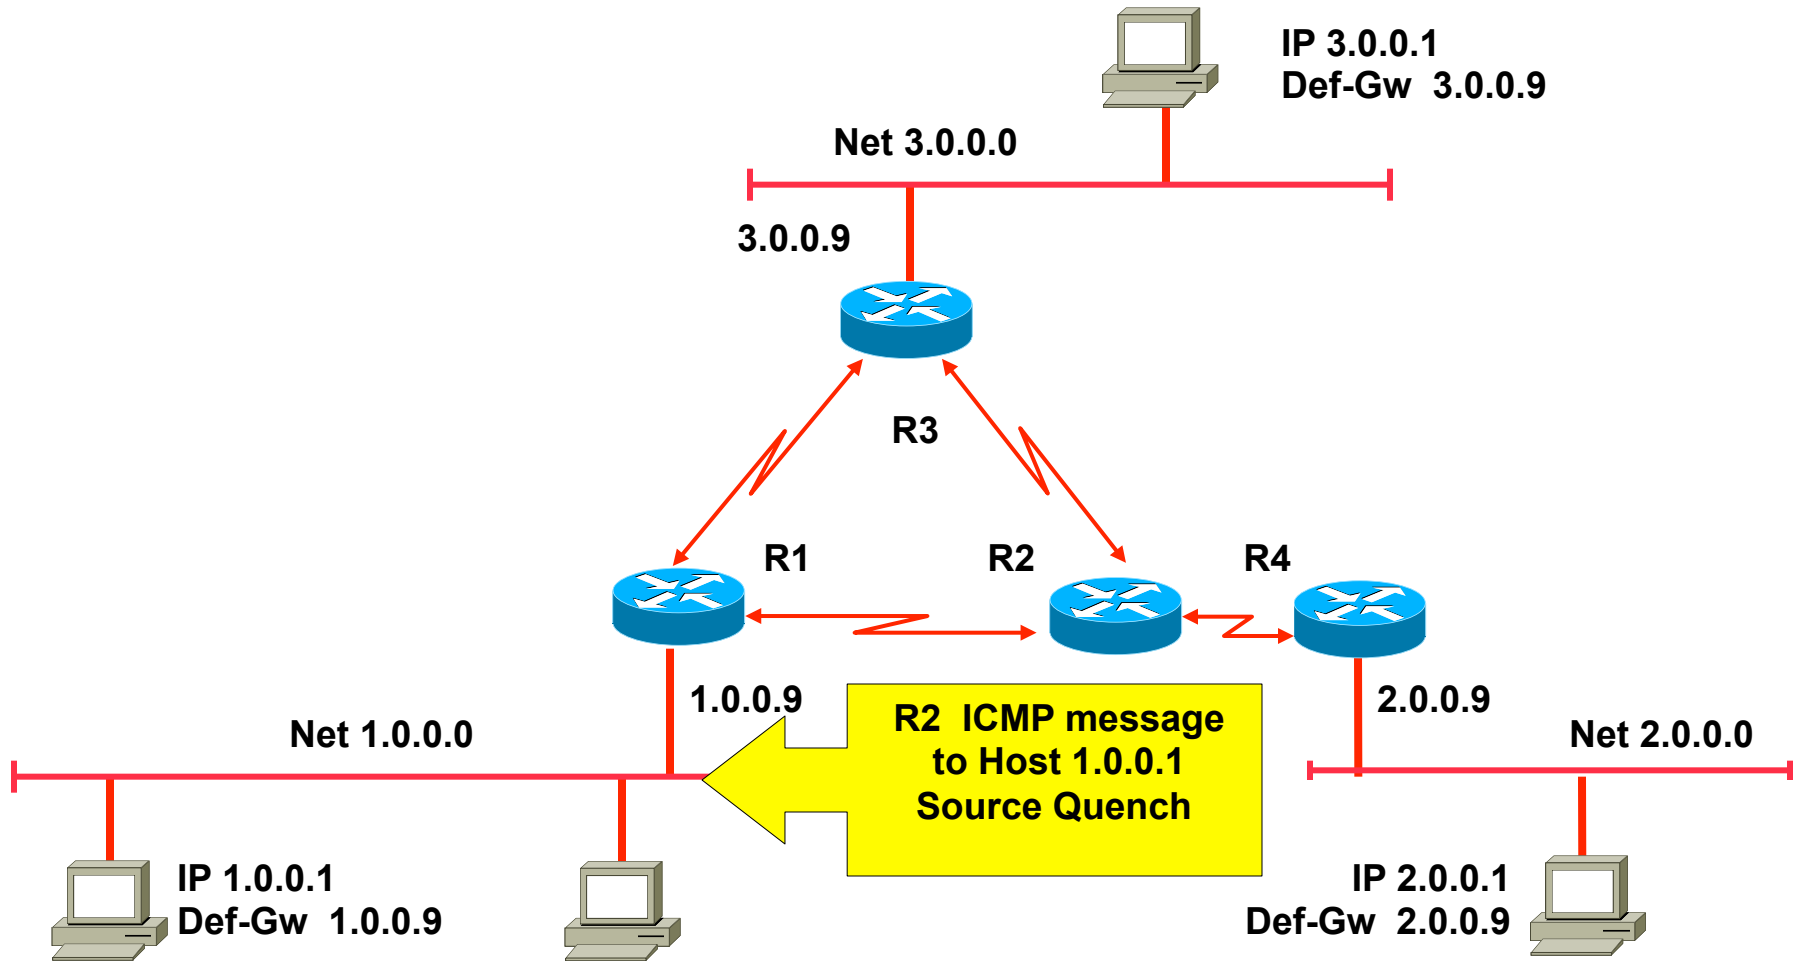 IP 3.0.0.1
Def-Gw  3.0.0.9
Net 3.0.0.0
3.0.0.9
R3
R1
R2
R4
1.0.0.9
2.0.0.9
R2  ICMP message
to Host 1.0.0.1
Source Quench
Net 1.0.0.0
Net 2.0.0.0
IP 1.0.0.1
Def-Gw  1.0.0.9
IP 2.0.0.1
Def-Gw  2.0.0.9